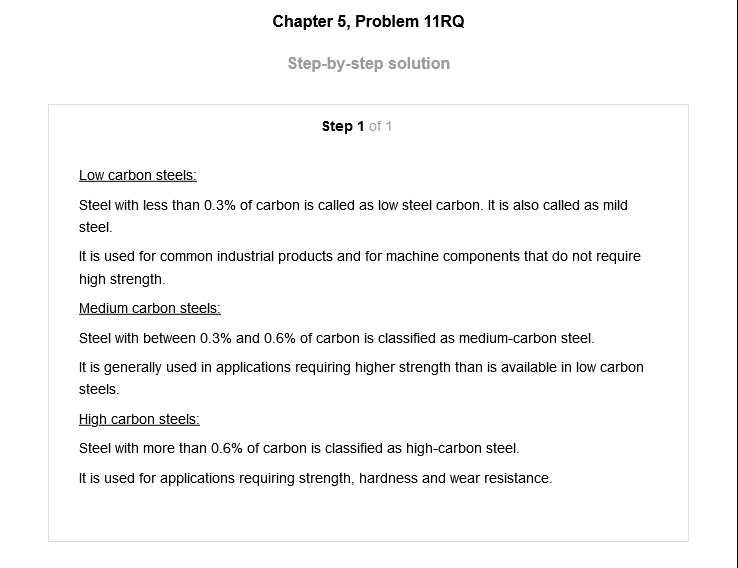 Chapter 5, Problem 11RQ
Step-by-step solution
Step 1 of 1
Low carbon steels:
Steel with less than 0.3% of carbon is called as low steel carbon. It is also called as mild
steel.
It is used for common industrial products and for machine components that do not require
high strength.
Medium carbon steels:
Steel with between 0.3% and 0.6% of carbon is classified as medium-carbon steel.
It is generally used in applications requiring higher strength than is available in low carbon
steels.
High carbon steels:
Steel with more than 0.6% of carbon is classified as high-carbon steel.
It is used for applications requiring strength, hardness and wear resistance.